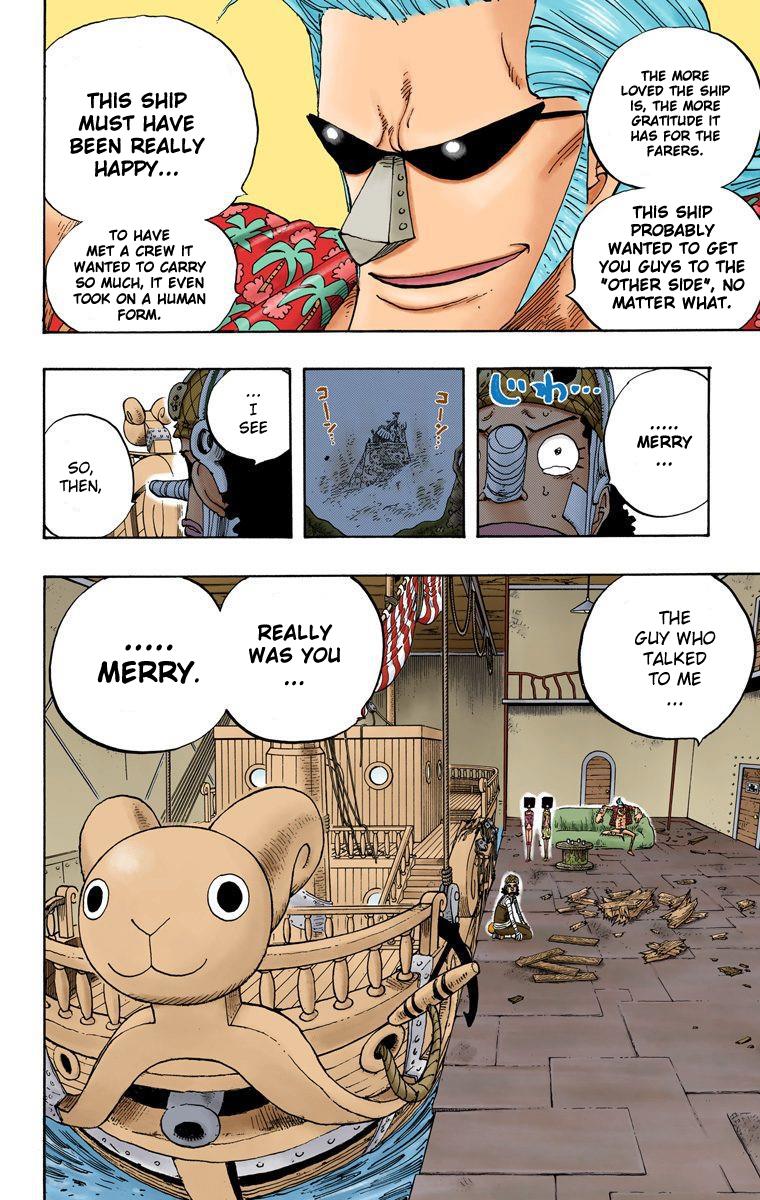 THE MORE
LOVED THE SHIP
IS, THE MORE
GRATITUDE IT
HAS FOR THE
FARERS.
THIS SHIP
PROBABLY
WANTED TO GET
YOU GUYS TO THE
"OTHER SIDE", NO
MATTER WHAT.
THIS SHIP
MUST HAVE
BEEN REALLY
HAPPY...
TO HAVE
MET A CREW IT
WANTED TO CARRY
SO MUCH, IT EVEN
TOOK ON A HUMAN
FORM.
じわ…
.....
MERRY
...
コーン…
コーン…
...
I
SEE
SO,
THEN,
THE
GUY WHO
TALKED
TO ME
...
REALLY
WAS YOU
...
.....
MERRY.